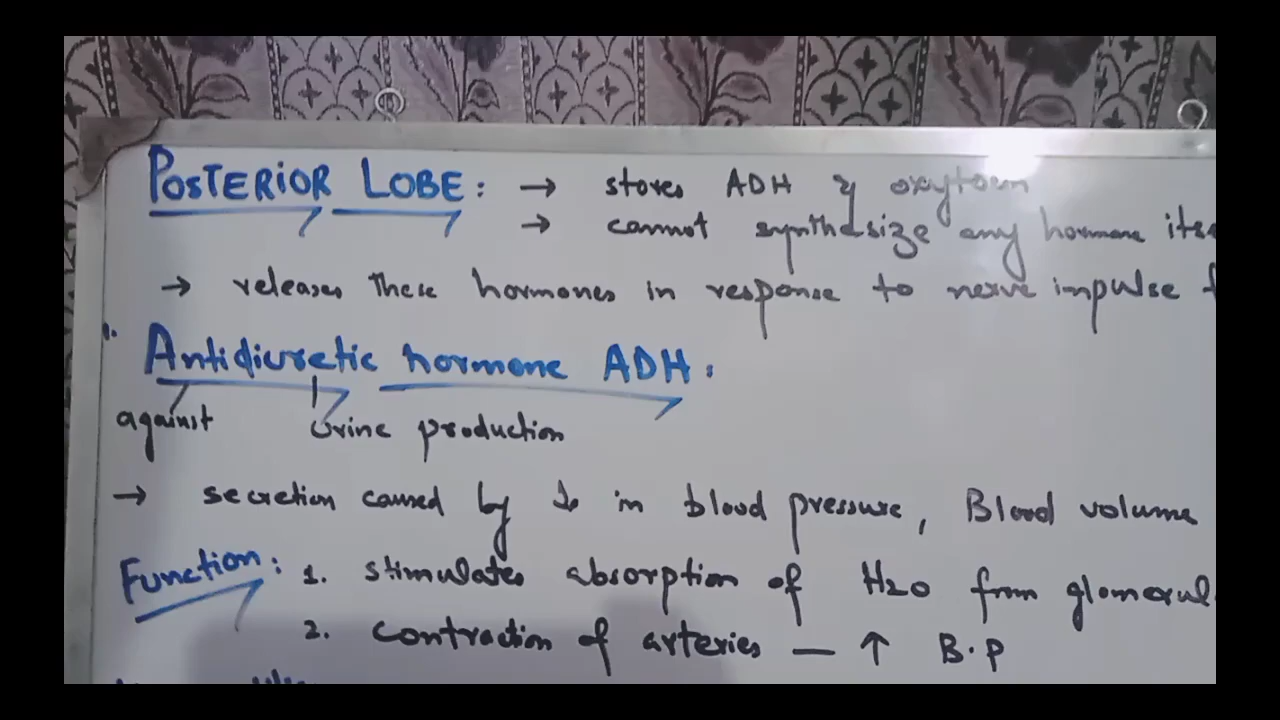 POSTERIOR LOBE: → stores ADH & oxytocin
→ cannot synthesize any hormone its
→ releases these hormones in response to nerve impulse f
1. Antidiuretic hormone ADH:
against urine production
→ secretion caused by ↓ in blood pressure, Blood volume
Function: 1. stimulates absorption of H2O from glomerul
2. contraction of arteries — ↑ B.P